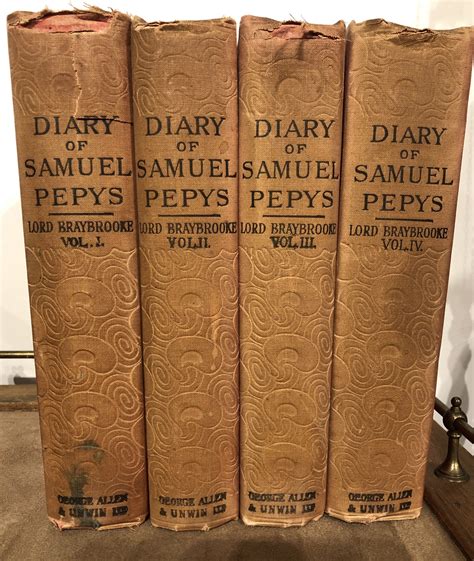 DIARY
OF
SAMUEL
PEPYS
LORD BRAYBROOKE
VOL. I.
GEORGE ALLEN
& UNWIN LTD
DIARY
OF
SAMUEL
PEPYS
LORD BRAYBROOKE
VOL. II.
GEORGE ALLEN
& UNWIN LTD
DIARY
OF
SAMUEL
PEPYS
LORD BRAYBROOKE
VOL. III.
GEORGE ALLEN
& UNWIN LTD
DIARY
OF
SAMUEL
PEPYS
LORD BRAYBROOKE
VOL. IV.
GEORGE ALLEN
& UNWIN LTD